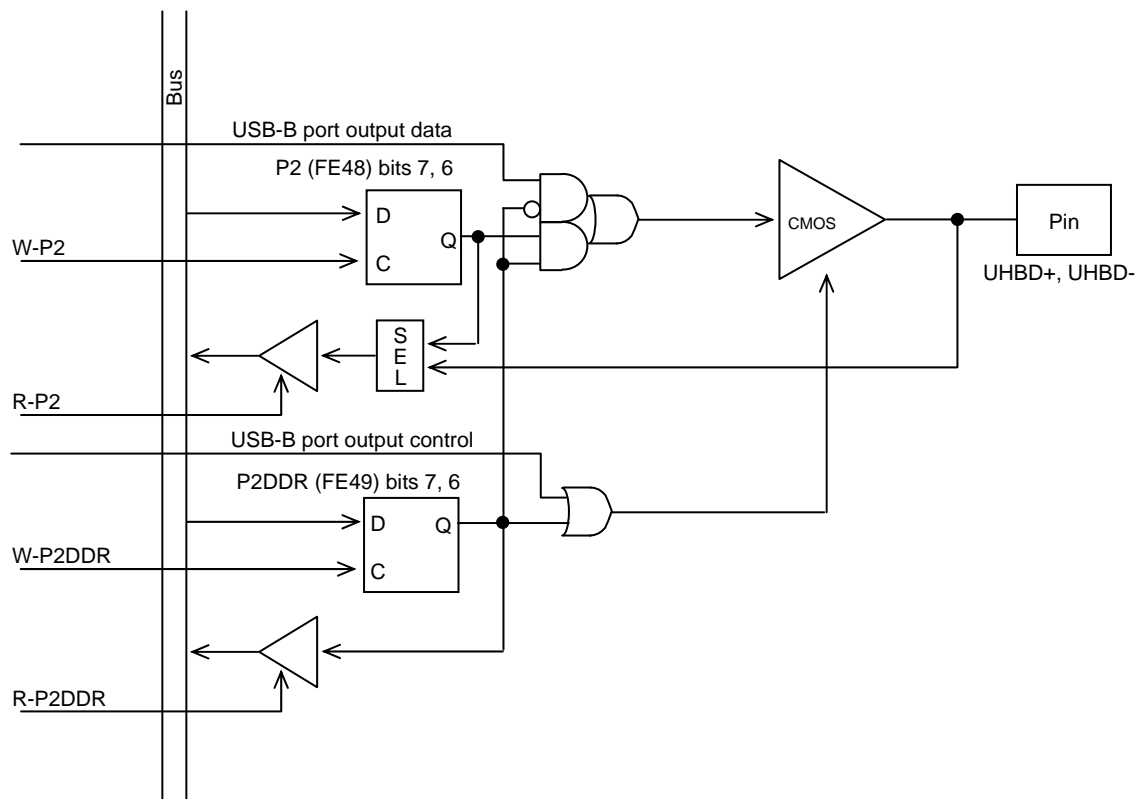 Bus
USB-B port output data
P2 (FE48) bits 7, 6
D
Q
C
W-P2
CMOS
Pin
UHBD+, UHBD-
S
E
L
R-P2
USB-B port output control
P2DDR (FE49) bits 7, 6
D
Q
C
W-P2DDR
R-P2DDR